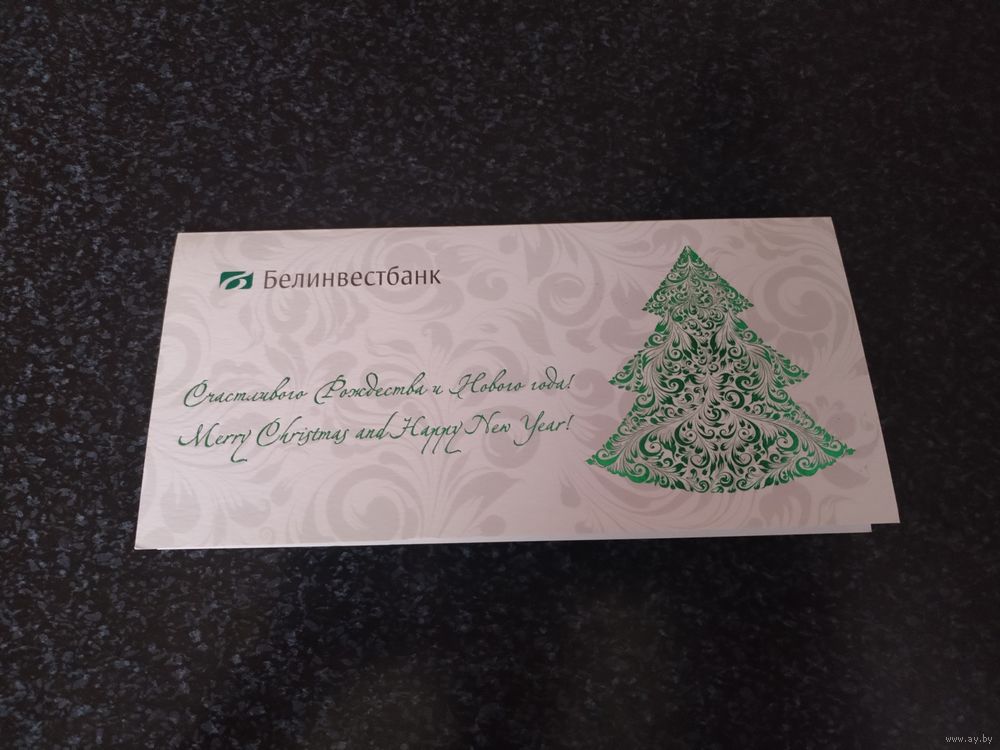 Белинвестбанк
Счастливого Рождества и Нового года!
Merry Christmas and Happy New Year!
www.ay.by